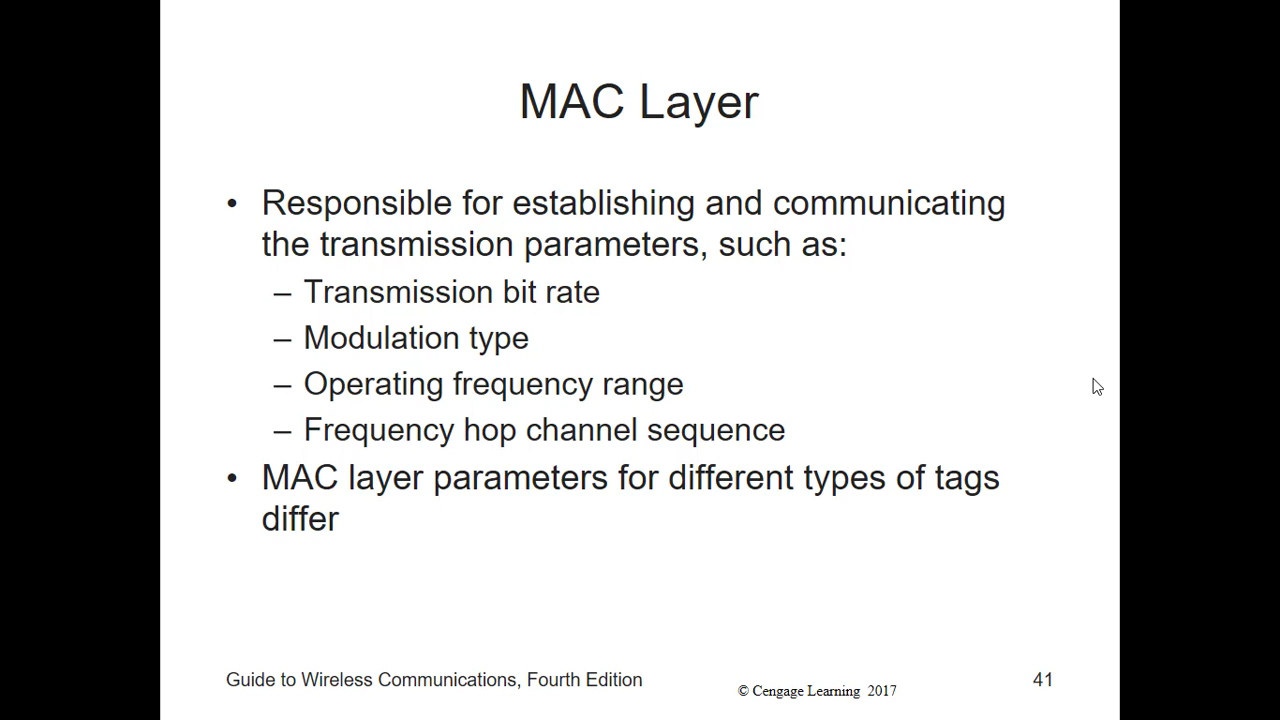 MAC Layer
• Responsible for establishing and communicating
the transmission parameters, such as:
– Transmission bit rate
– Modulation type
– Operating frequency range
– Frequency hop channel sequence
• MAC layer parameters for different types of tags
differ
Guide to Wireless Communications, Fourth Edition
© Cengage Learning 2017
41